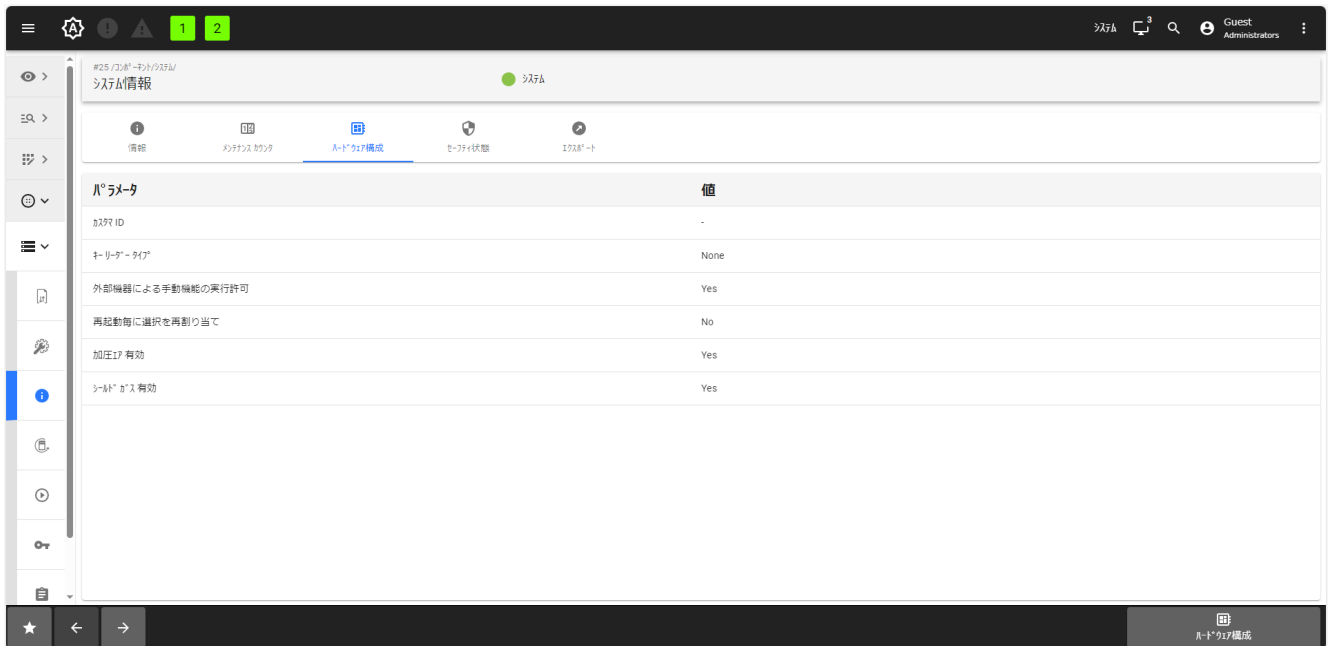 1 2 ｼｽﾃﾑ 3 Guest
Administrators
#25 /ｺﾝﾎﾟｰﾈﾝﾄ/ｼｽﾃﾑ/
ｼｽﾃﾑ情報
ｼｽﾃﾑ
情報 ﾒﾝﾃﾅﾝｽ ｶｳﾝﾀ ﾊｰﾄﾞｳｪｱ構成 ｾｰﾌﾃｨ状態 ｴｸｽﾎﾟｰﾄ
ﾊﾟﾗﾒｰﾀ 値
ｶｽﾀﾏ ID -
ｷｰ ﾘｰﾀﾞｰ ﾀｲﾌﾟ None
外部機器による手動機能の実行許可 Yes
再起動毎に選択を再割り当て No
加圧ｴｱ 有効 Yes
ｼｰﾙﾄﾞ ｶﾞｽ 有効 Yes
ﾊｰﾄﾞｳｪｱ構成